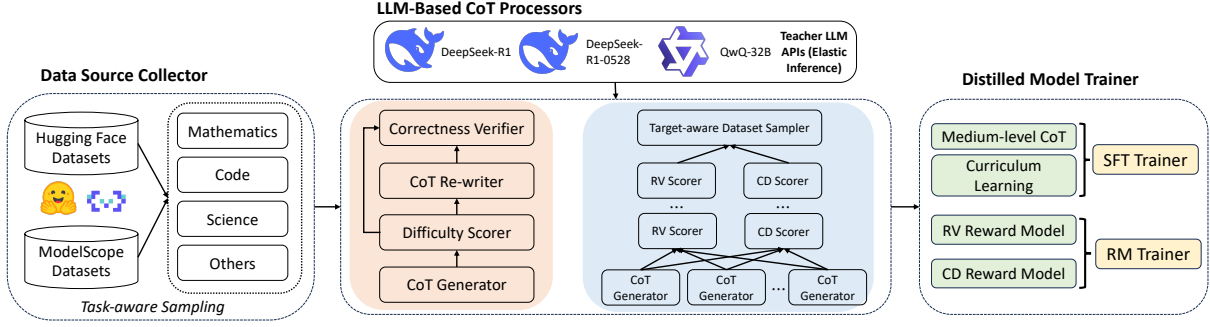 LLM-Based CoT Processors
DeepSeek-R1
DeepSeek-
R1-0528
QwQ-32B
Teacher LLM
APIs (Elastic
Inference)
Data Source Collector
Hugging Face
Datasets
ModelScope
Datasets
Mathematics
Code
Science
Others
Task-aware Sampling
Correctness Verifier
CoT Re-writer
Difficulty Scorer
CoT Generator
Target-aware Dataset Sampler
RV Scorer
CD Scorer
...
...
RV Scorer
CD Scorer
CoT
Generator
CoT
Generator
...
CoT
Generator
Distilled Model Trainer
Medium-level CoT
Curriculum
Learning
SFT Trainer
RV Reward Model
CD Reward Model
RM Trainer